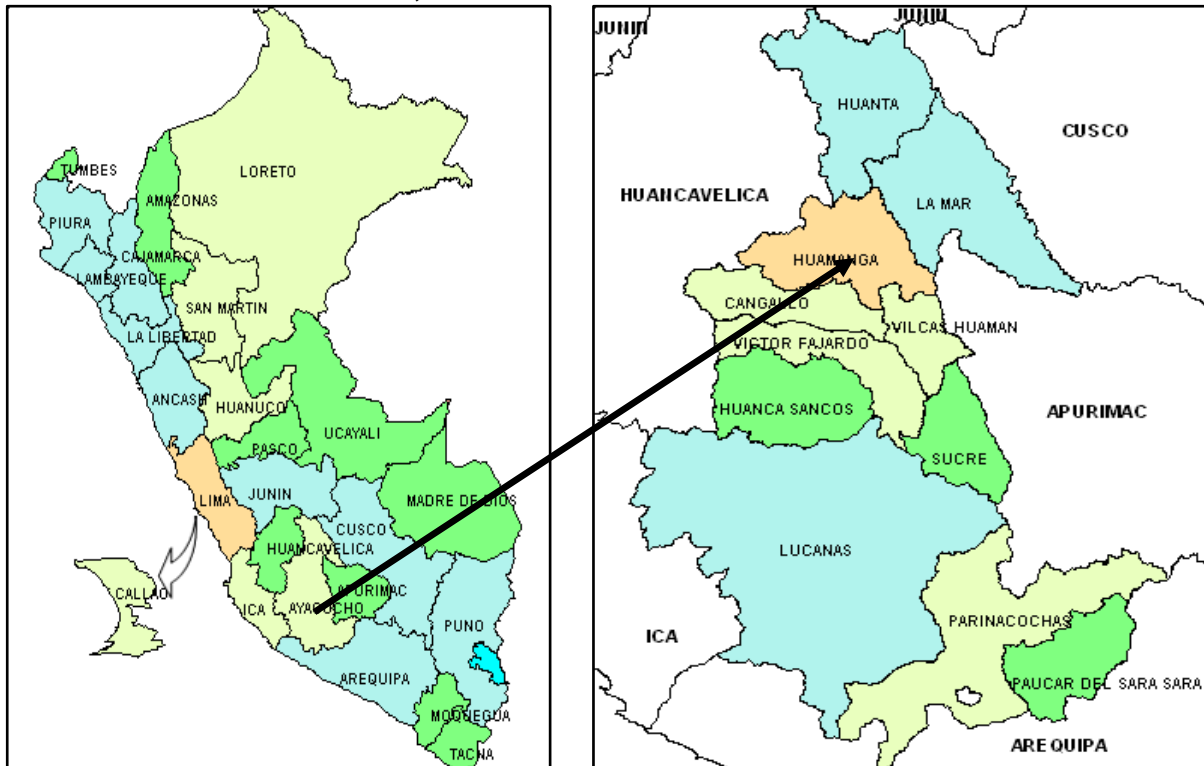 TUMBES
LORETO
AMAZONAS
PIURA
CAJAMARCA
LAMBAYEQUE
SAN MARTIN
LA LIBERTAD
ANCASH
HUANUCO
UCAYALI
PASCO
LIMA
JUNIN
MADRE DE DIOS
CUSCO
HUANCAVELICA
CALLAO
APURIMAC
ICA
AYACUCHO
PUNO
AREQUIPA
MOQUEGUA
TACNA
JUNIN
JUNIN
HUANTA
CUSCO
HUANCAVELICA
LA MAR
HUAMANGA
CANGALLO
VILCAS HUAMAN
VICTOR FAJARDO
HUANCA SANCOS
APURIMAC
SUCRE
LUCANAS
PARINACOCHAS
ICA
PAUCAR DEL SARA SARA
AREQUIPA